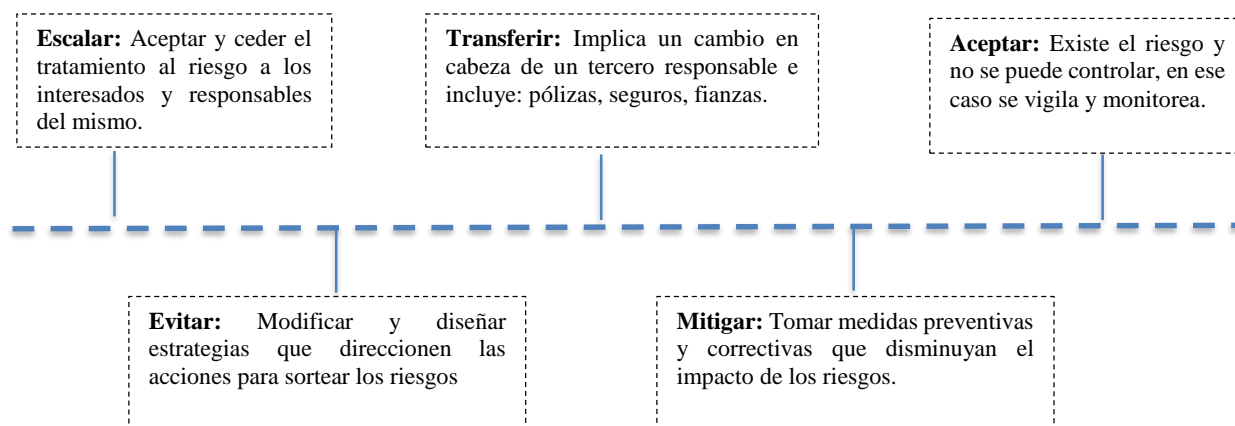 Escalar: Aceptar y ceder el
tratamiento al riesgo a los
interesados y responsables
del mismo.
Transferir: Implica un cambio en
cabeza de un tercero responsable e
incluye: pólizas, seguros, fianzas.
Aceptar: Existe el riesgo y
no se puede controlar, en ese
caso se vigila y monitorea.
Evitar: Modificar y diseñar
estrategias que direccionen las
acciones para sortear los riesgos
Mitigar: Tomar medidas preventivas
y correctivas que disminuyan el
impacto de los riesgos.